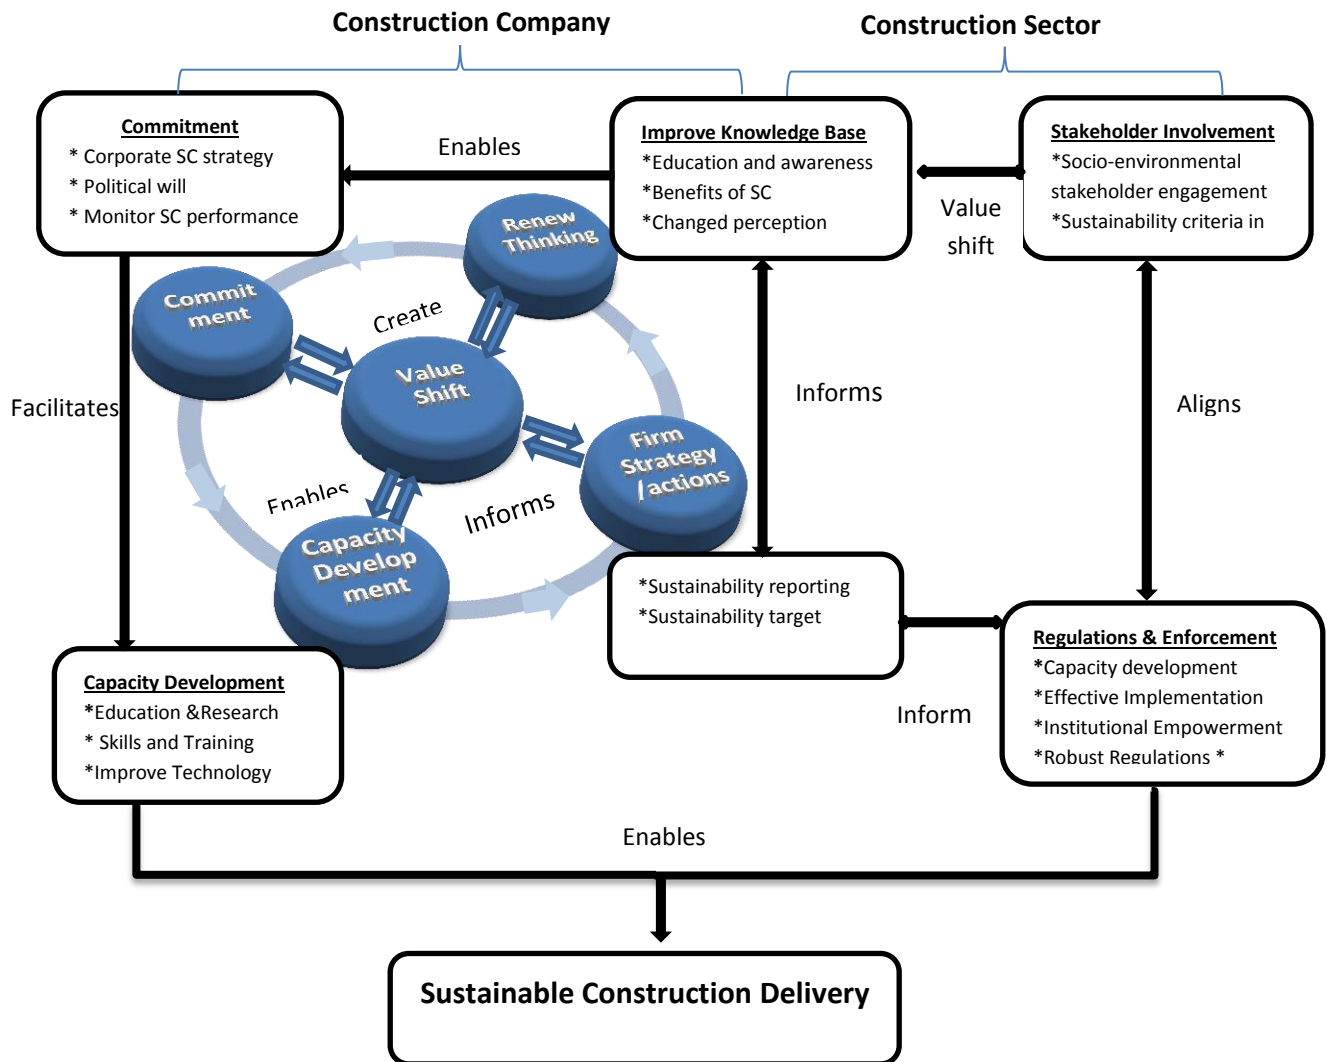 Construction Company
Construction Sector
Commitment
* Corporate SC strategy
* Political will
* Monitor SC performance
Enables
Improve Knowledge Base
*Education and awareness
*Benefits of SC
*Changed perception
Value
shift
Stakeholder Involvement
*Socio-environmental
stakeholder engagement
*Sustainability criteria in
Renew
Thinking
Commit
ment
Create
Value
Shift
Facilitates
Informs
Aligns
Firm
Strategy
/actions
Enables
Informs
Capacity
Develop
ment
*Sustainability reporting
*Sustainability target
Inform
Regulations & Enforcement
*Capacity development
*Effective Implementation
*Institutional Empowerment
*Robust Regulations *
Capacity Development
*Education &Research
* Skills and Training
*Improve Technology
Enables
Sustainable Construction Delivery